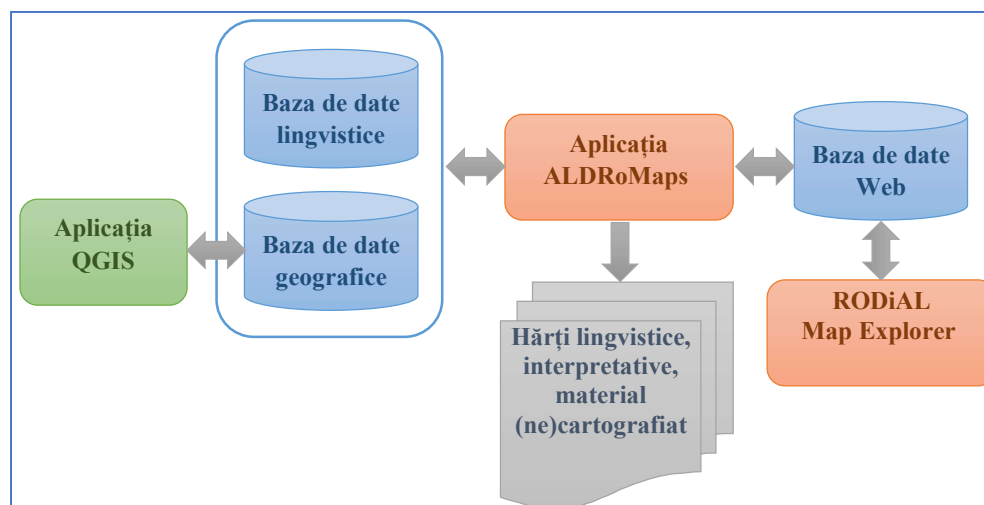 Baza de date
lingvistice
Aplicația
QGIS
Baza de date
geografice
Aplicația
ALDRoMaps
Baza de date
Web
Hărți lingvistice,
interpretative,
material
(ne)cartografiat
RODiAL
Map Explorer